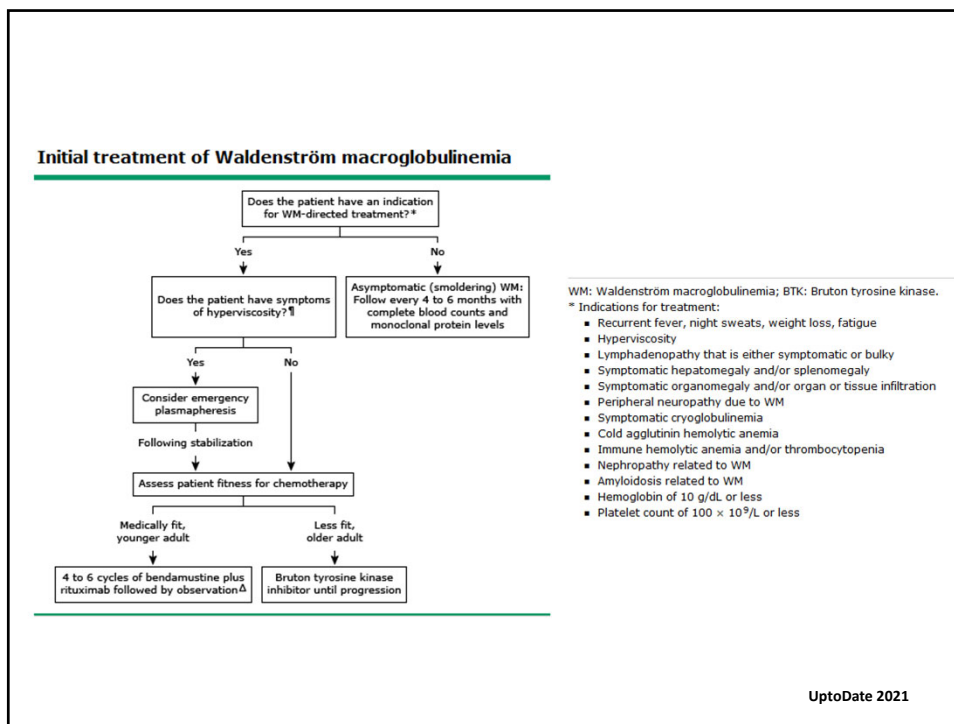 Initial treatment of Waldenström macroglobulinemia
Does the patient have an indication
for WM-directed treatment?*
Yes
No
Does the patient have symptoms
of hyperviscosity?¶
Asymptomatic (smoldering) WM:
Follow every 4 to 6 months with
complete blood counts and
monoclonal protein levels
Yes
No
Consider emergency
plasmapheresis
Following stabilization
Assess patient fitness for chemotherapy
Medically fit,
younger adult
Less fit,
older adult
4 to 6 cycles of bendamustine plus
rituximab followed by observationΔ
Bruton tyrosine kinase
inhibitor until progression
WM: Waldenström macroglobulinemia; BTK: Bruton tyrosine kinase.
* Indications for treatment:
▪ Recurrent fever, night sweats, weight loss, fatigue
▪ Hyperviscosity
▪ Lymphadenopathy that is either symptomatic or bulky
▪ Symptomatic hepatomegaly and/or splenomegaly
▪ Symptomatic organomegaly and/or organ or tissue infiltration
▪ Peripheral neuropathy due to WM
▪ Symptomatic cryoglobulinemia
▪ Cold agglutinin hemolytic anemia
▪ Immune hemolytic anemia and/or thrombocytopenia
▪ Nephropathy related to WM
▪ Amyloidosis related to WM
▪ Hemoglobin of 10 g/dL or less
▪ Platelet count of 100 × 10⁹/L or less
UptoDate 2021